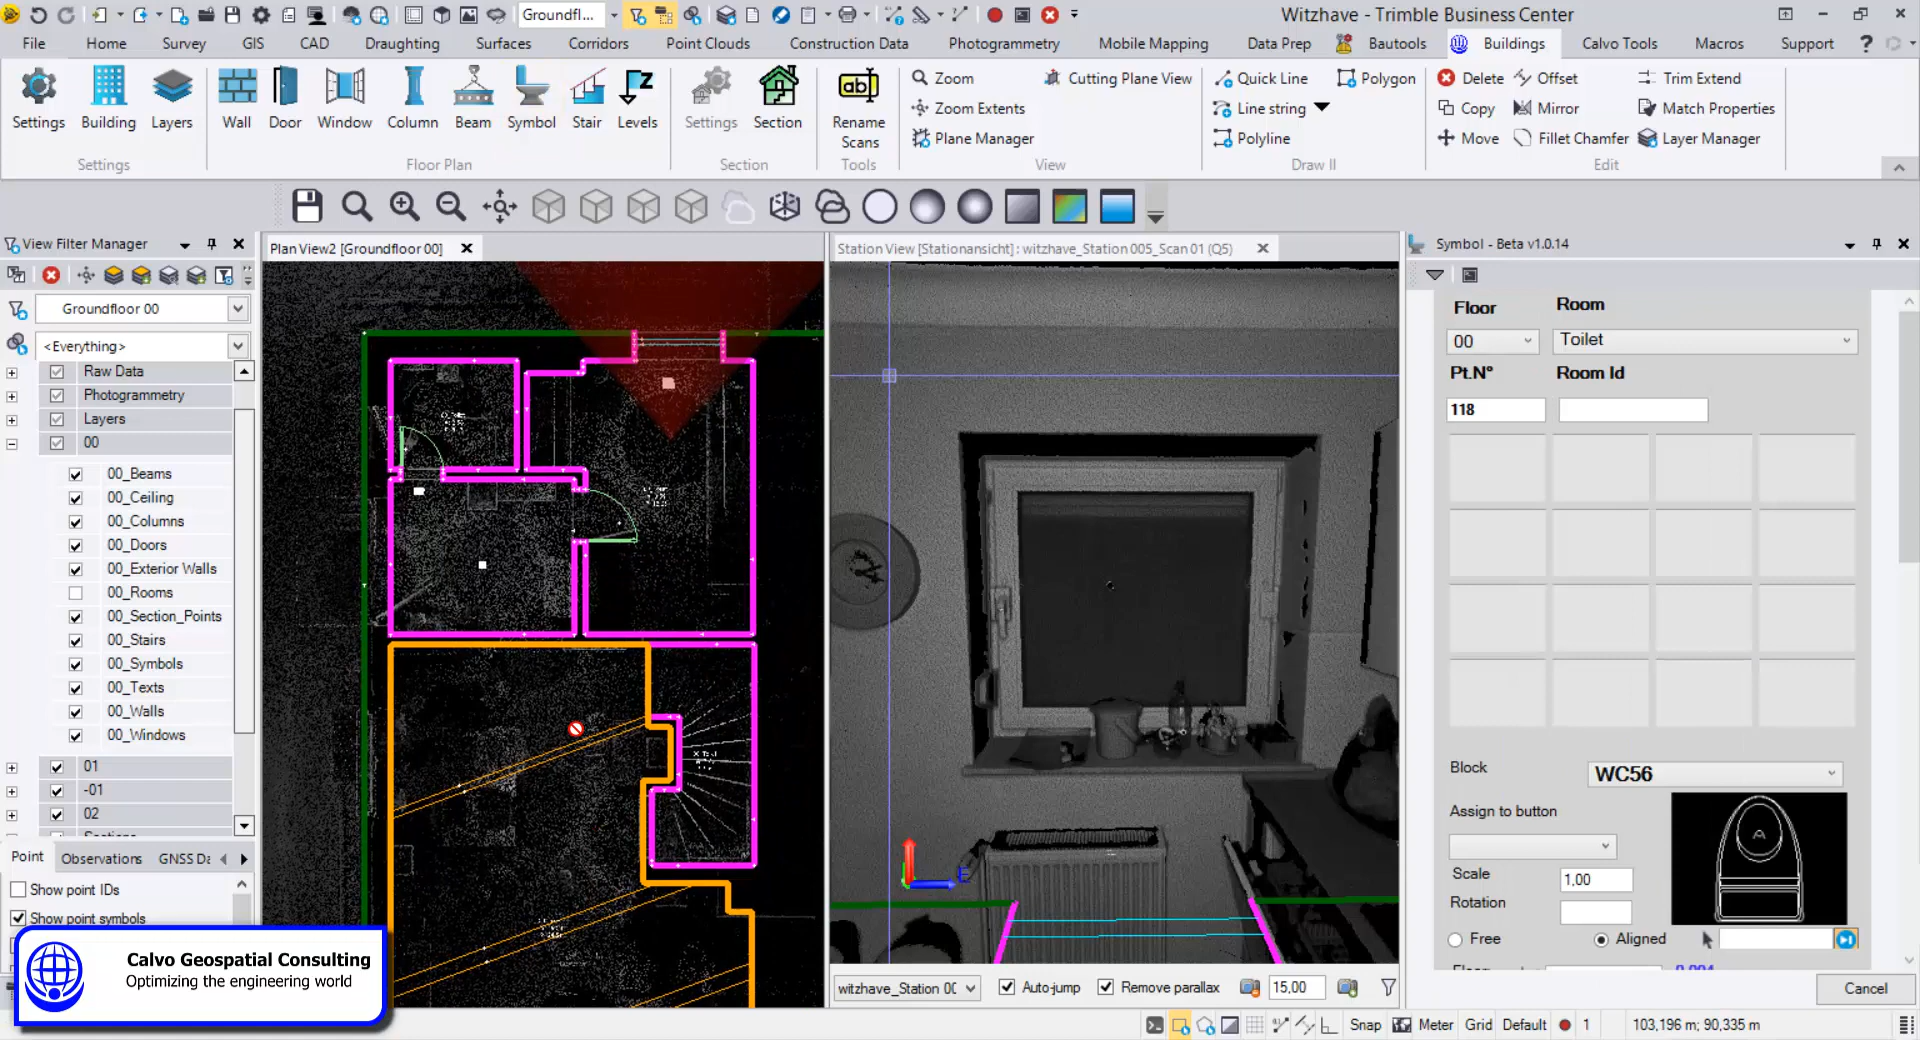 Groundfl...
Witzhave - Trimble Business Center
File Home Survey GIS CAD Draughting Surfaces Corridors Point Clouds Construction Data Photogrammetry Mobile Mapping Data Prep Bautools Buildings Calvo Tools Macros Support
Settings Building Layers
Settings
Wall Door Window Column Beam Symbol Stair Levels
Floor Plan
Settings Section
Section
Rename Scans
Tools
Zoom Cutting Plane View
Zoom Extents
Plane Manager
View
Quick Line Polygon
Line string
Polyline
Draw II
Delete Offset Trim Extend
Copy Mirror Match Properties
Move Fillet Chamfer Layer Manager
Edit
View Filter Manager
Groundfloor 00
<Everything>
Raw Data
Photogrammetry
Layers
00
00_Beams
00_Ceiling
00_Columns
00_Doors
00_Exterior Walls
00_Rooms
00_Section_Points
00_Stairs
00_Symbols
00_Texts
00_Walls
00_Windows
01
-01
02
Point Observations GNSS Da
Show point IDs
Show point symbols
Calvo Geospatial Consulting
Optimizing the engineering world
Plan View2 [Groundfloor 00]
Station View [Stationansicht] : witzhave_Station 005_Scan 01 (Q5)
E
witzhave_Station 00 Auto-jump Remove parallax 15,00
Symbol - Beta v1.0.14
Floor Room
00 Toilet
Pt.N° Room Id
118
Block WC56
Assign to button
Scale 1,00
Rotation
Free Aligned
Cancel
Snap Meter Grid Default 1 103,196 m; 90,335 m